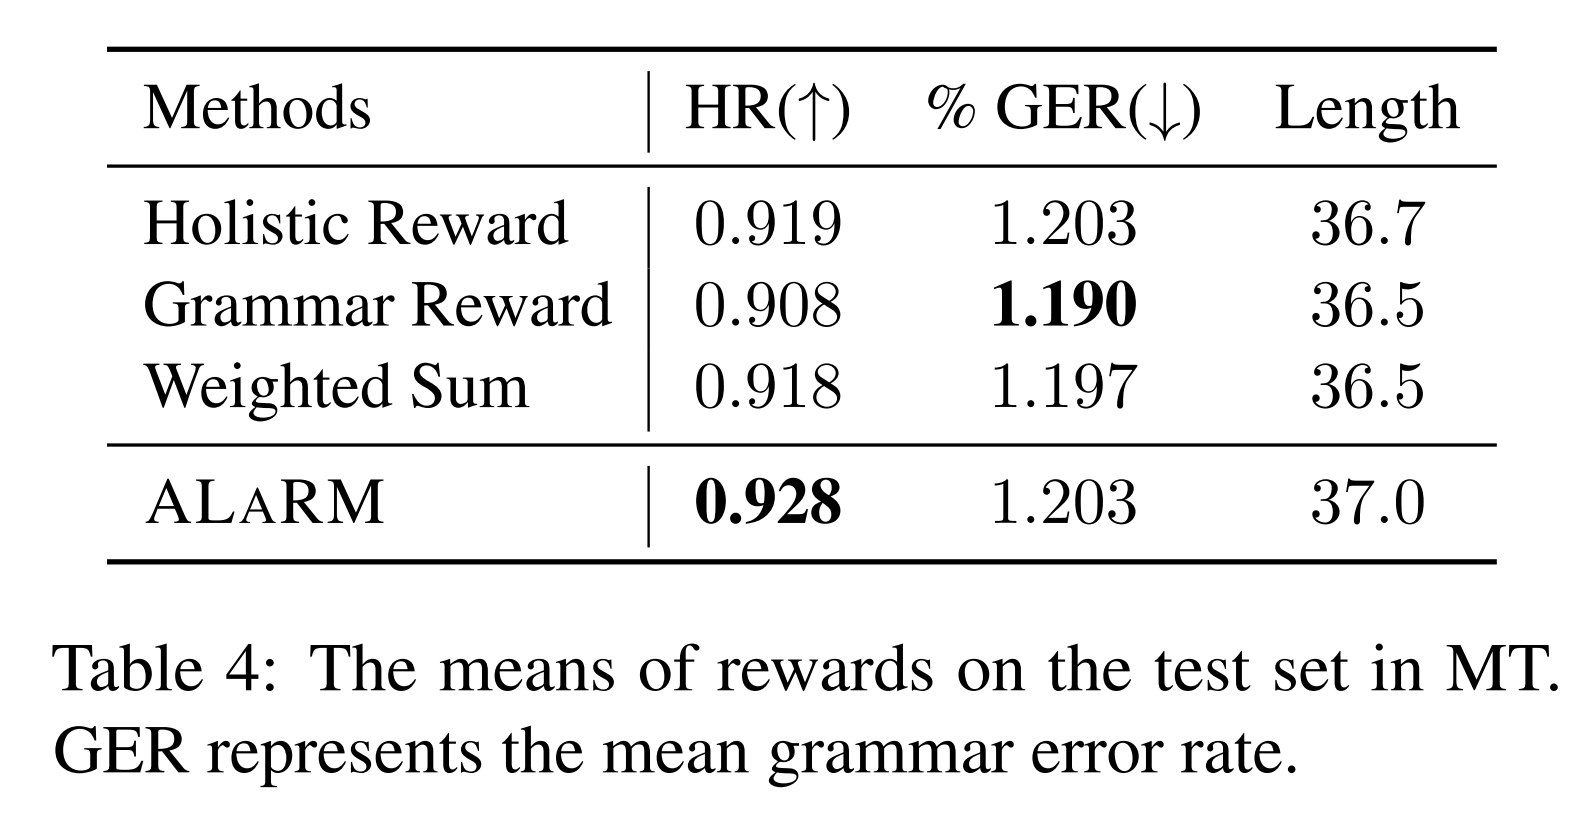 Methods HR(↑) % GER(↓) Length
Holistic Reward 0.919 1.203 36.7
Grammar Reward 0.908 1.190 36.5
Weighted Sum 0.918 1.197 36.5
ALARM 0.928 1.203 37.0
Table 4: The means of rewards on the test set in MT.
GER represents the mean grammar error rate.